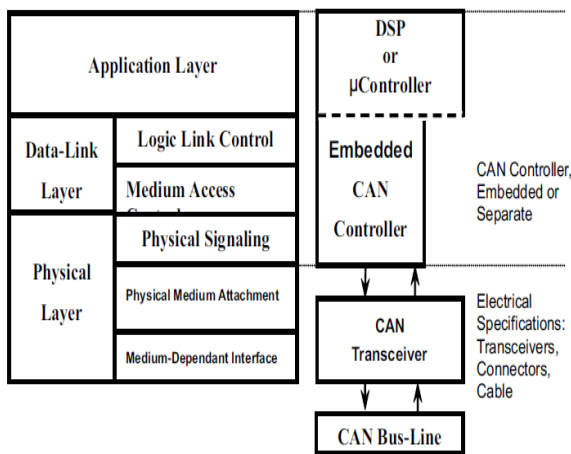 Application Layer
Data-Link
Layer
Logic Link Control
Medium Access
Physical
Layer
Physical Signaling
Physical Medium Attachment
Medium-Dependant Interface
DSP
or
µController
Embedded
CAN
Controller
CAN Controller,
Embedded or
Separate
CAN
Transceiver
Electrical
Specifications:
Transceivers,
Connectors,
Cable
CAN Bus-Line